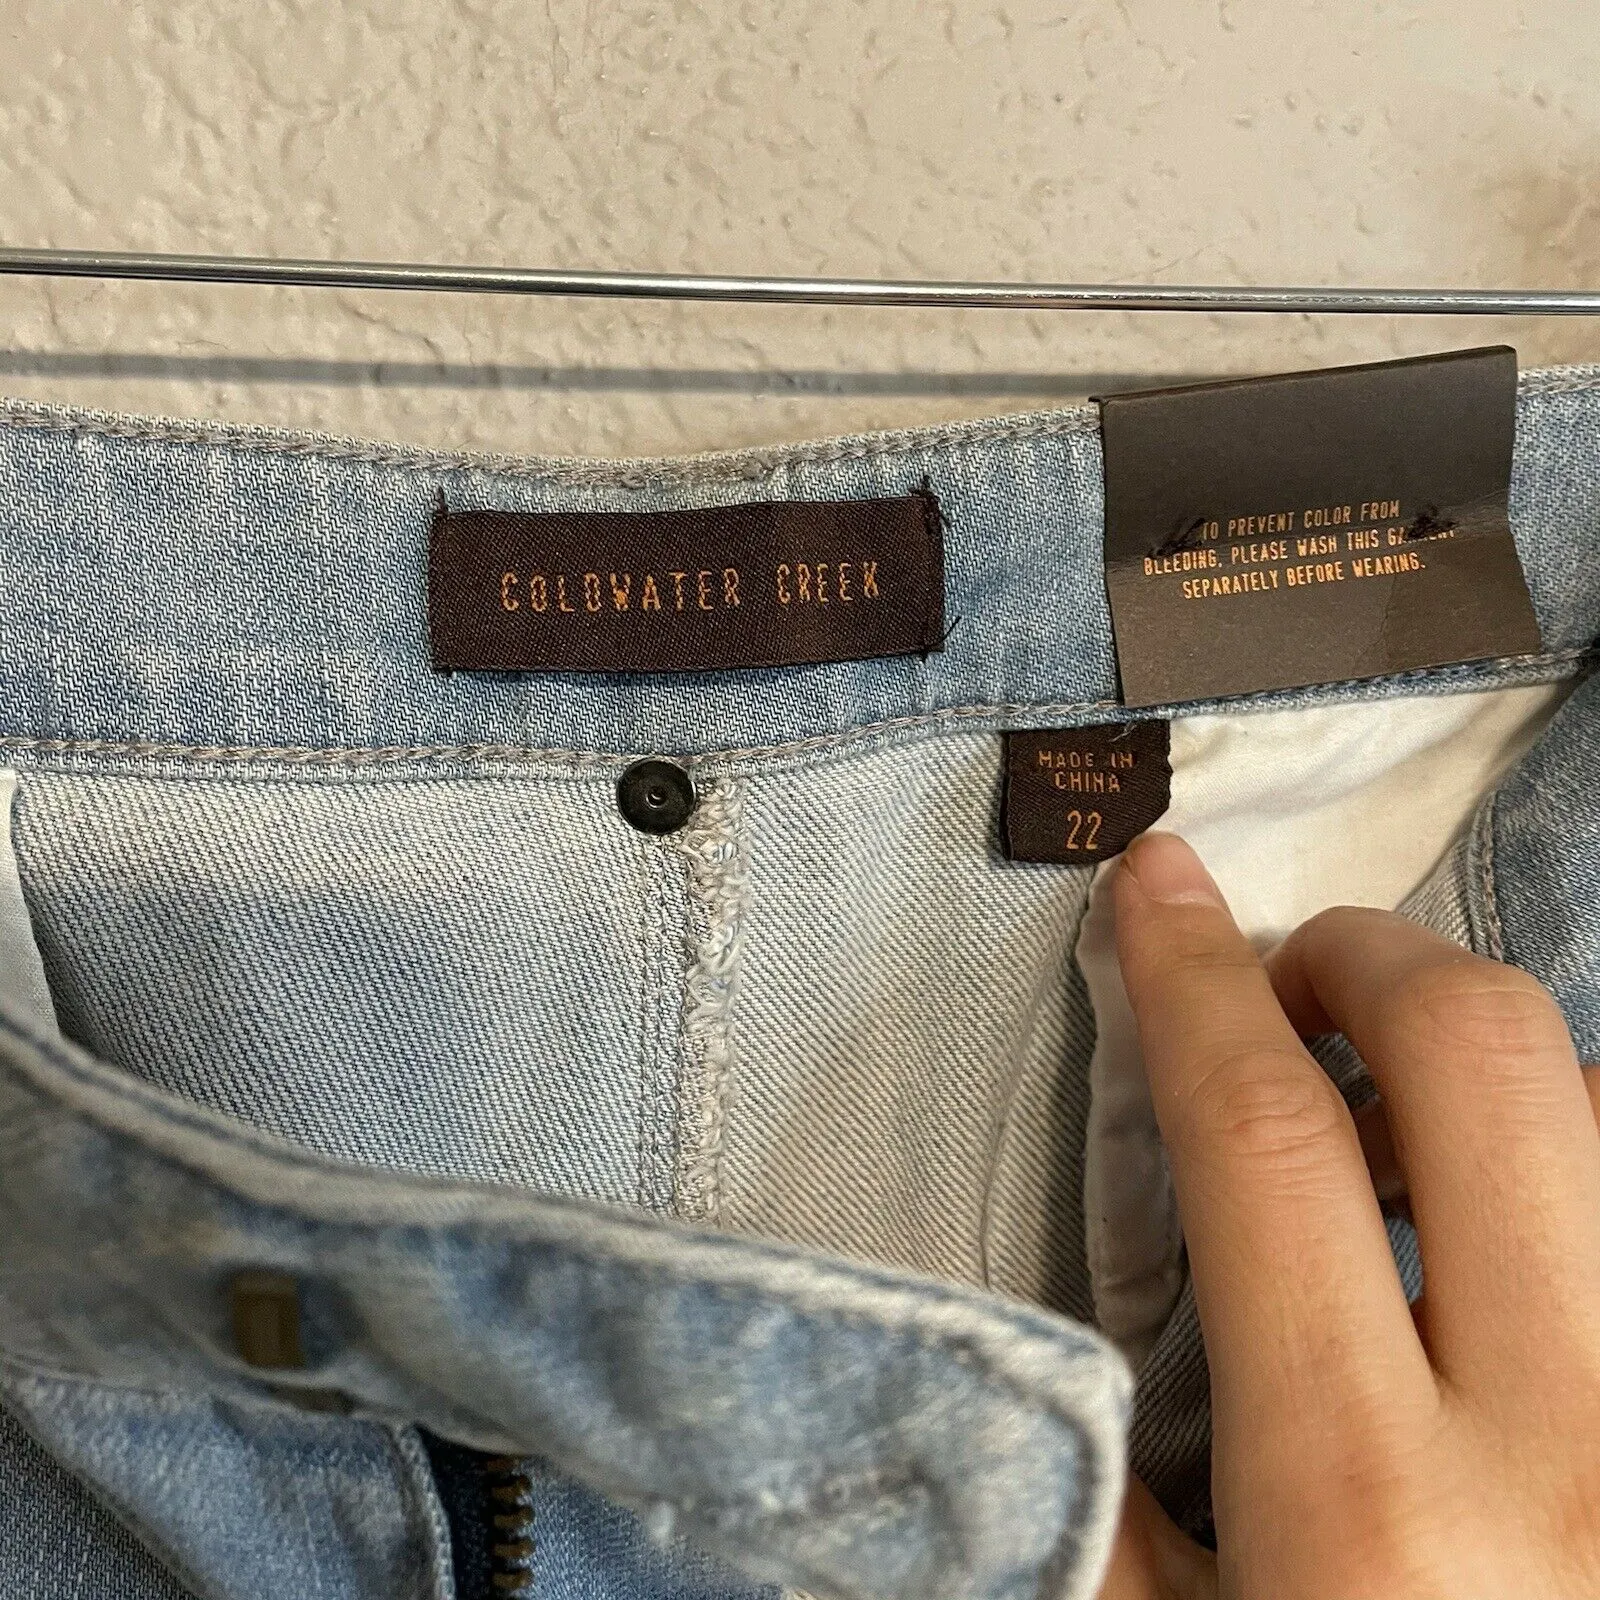 COLDWATER CREEK
TO PREVENT COLOR FROM
BLEEDING, PLEASE WASH THIS GARMENT
SEPARATELY BEFORE WEARING.
MADE IN
CHINA
22